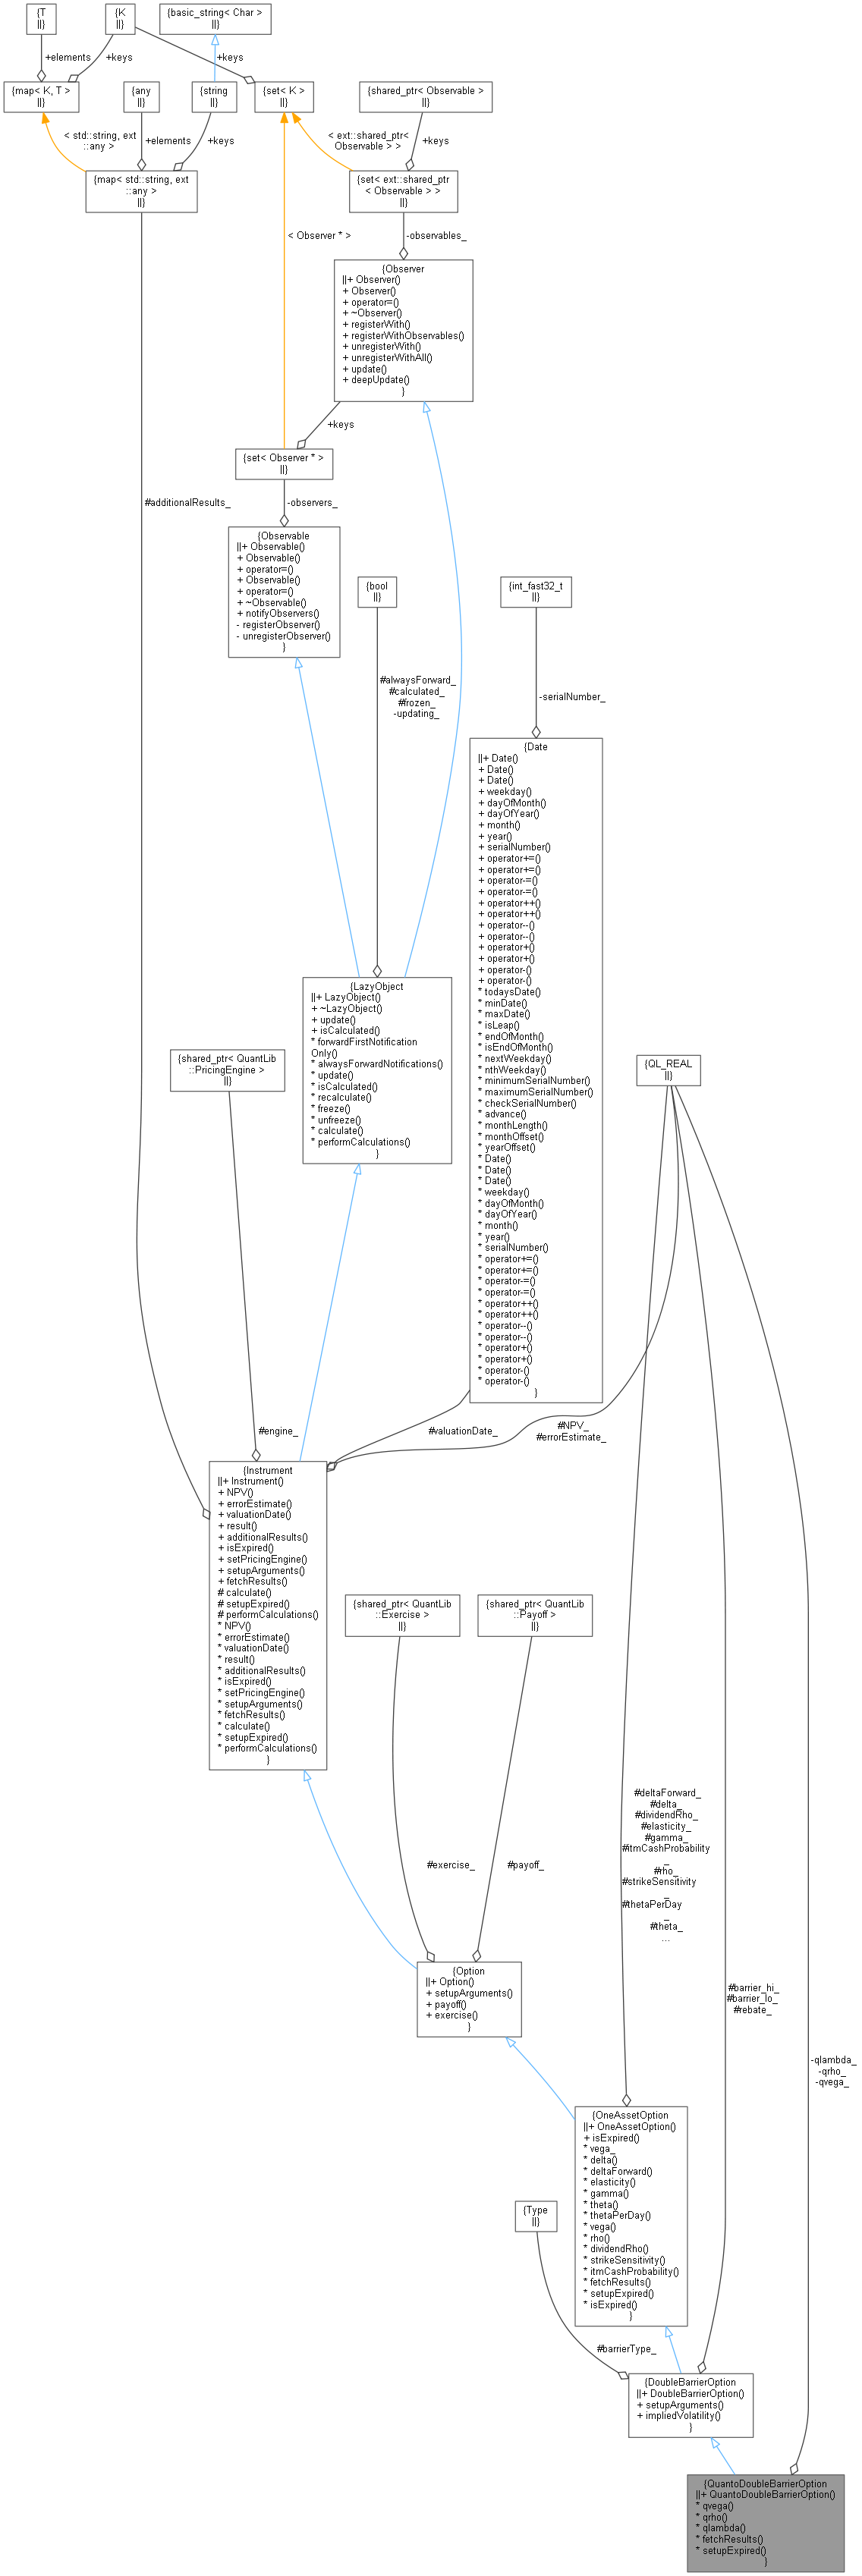 {T
||}
{K
||}
{basic_string< Char >
||}
+elements
+keys
+keys
{map< K, T >
||}
{any
||}
{string
||}
{set< K >
||}
{shared_ptr< Observable >
||}
< std::string, ext
::any >
+elements
+keys
< ext::shared_ptr<
Observable > >
+keys
{map< std::string, ext
::any >
||}
{set< ext::shared_ptr
< Observable > >
||}
< Observer * >
-observables_
{Observer
||+ Observer()
+ Observer()
+ operator=()
+ ~Observer()
+ registerWith()
+ registerWithObservables()
+ unregisterWith()
+ unregisterWithAll()
+ update()
+ deepUpdate()
}
+keys
{set< Observer * >
||}
#additionalResults_
-observers_
{Observable
||+ Observable()
+ Observable()
+ operator=()
+ Observable()
+ operator=()
+ ~Observable()
+ notifyObservers()
- registerObserver()
- unregisterObserver()
}
{bool
||}
{int_fast32_t
||}
#alwaysForward_
#calculated_
#frozen_
-updating_
-serialNumber_
{Date
||+ Date()
+ Date()
+ Date()
+ weekday()
+ dayOfMonth()
+ dayOfYear()
+ month()
+ year()
+ serialNumber()
+ operator+=()
+ operator+=()
+ operator-=()
+ operator-=()
+ operator++()
+ operator++()
+ operator--()
+ operator--()
+ operator+()
+ operator+()
+ operator-()
+ operator-()
* todaysDate()
* minDate()
* maxDate()
* isLeap()
* endOfMonth()
* isEndOfMonth()
* nextWeekday()
* nthWeekday()
* minimumSerialNumber()
* maximumSerialNumber()
* checkSerialNumber()
* advance()
* monthLength()
* monthOffset()
* yearOffset()
* Date()
* Date()
* Date()
* weekday()
* dayOfMonth()
* dayOfYear()
* month()
* year()
* serialNumber()
* operator+=()
* operator+=()
* operator-=()
* operator-=()
* operator++()
* operator++()
* operator--()
* operator--()
* operator+()
* operator+()
* operator-()
* operator-()
}
{LazyObject
||+ LazyObject()
+ ~LazyObject()
+ update()
+ isCalculated()
* forwardFirstNotification
Only()
* alwaysForwardNotifications()
* update()
* isCalculated()
* recalculate()
* freeze()
* unfreeze()
* calculate()
* performCalculations()
}
{shared_ptr< QuantLib
::PricingEngine >
||}
{QL_REAL
||}
#engine_
#valuationDate_
#NPV_
#errorEstimate_
{Instrument
||+ Instrument()
+ NPV()
+ errorEstimate()
+ valuationDate()
+ result()
+ additionalResults()
+ isExpired()
+ setPricingEngine()
+ setupArguments()
+ fetchResults()
# calculate()
# setupExpired()
# performCalculations()
* NPV()
* errorEstimate()
* valuationDate()
* result()
* additionalResults()
* isExpired()
* setPricingEngine()
* setupArguments()
* fetchResults()
* calculate()
* setupExpired()
* performCalculations()
}
{shared_ptr< QuantLib
::Exercise >
||}
{shared_ptr< QuantLib
::Payoff >
||}
#exercise_
#payoff_
#deltaForward_
#delta_
#dividendRho_
#elasticity_
#gamma_
#itmCashProbability
_
#rho_
#strikeSensitivity
_
#thetaPerDay
_
#theta_
...
{Option
||+ Option()
+ setupArguments()
+ payoff()
+ exercise()
}
#barrier_hi_
#barrier_lo_
#rebate_
-qlambda_
-qrho_
-qvega_
{OneAssetOption
||+ OneAssetOption()
+ isExpired()
* vega_
* delta()
* deltaForward()
* elasticity()
* gamma()
* theta()
* thetaPerDay()
* vega()
* rho()
* dividendRho()
* strikeSensitivity()
* itmCashProbability()
* fetchResults()
* setupExpired()
* isExpired()
}
{Type
||}
#barrierType_
{DoubleBarrierOption
||+ DoubleBarrierOption()
+ setupArguments()
+ impliedVolatility()
}
{QuantoDoubleBarrierOption
||+ QuantoDoubleBarrierOption()
* qvega()
* qrho()
* qlambda()
* fetchResults()
* setupExpired()
}